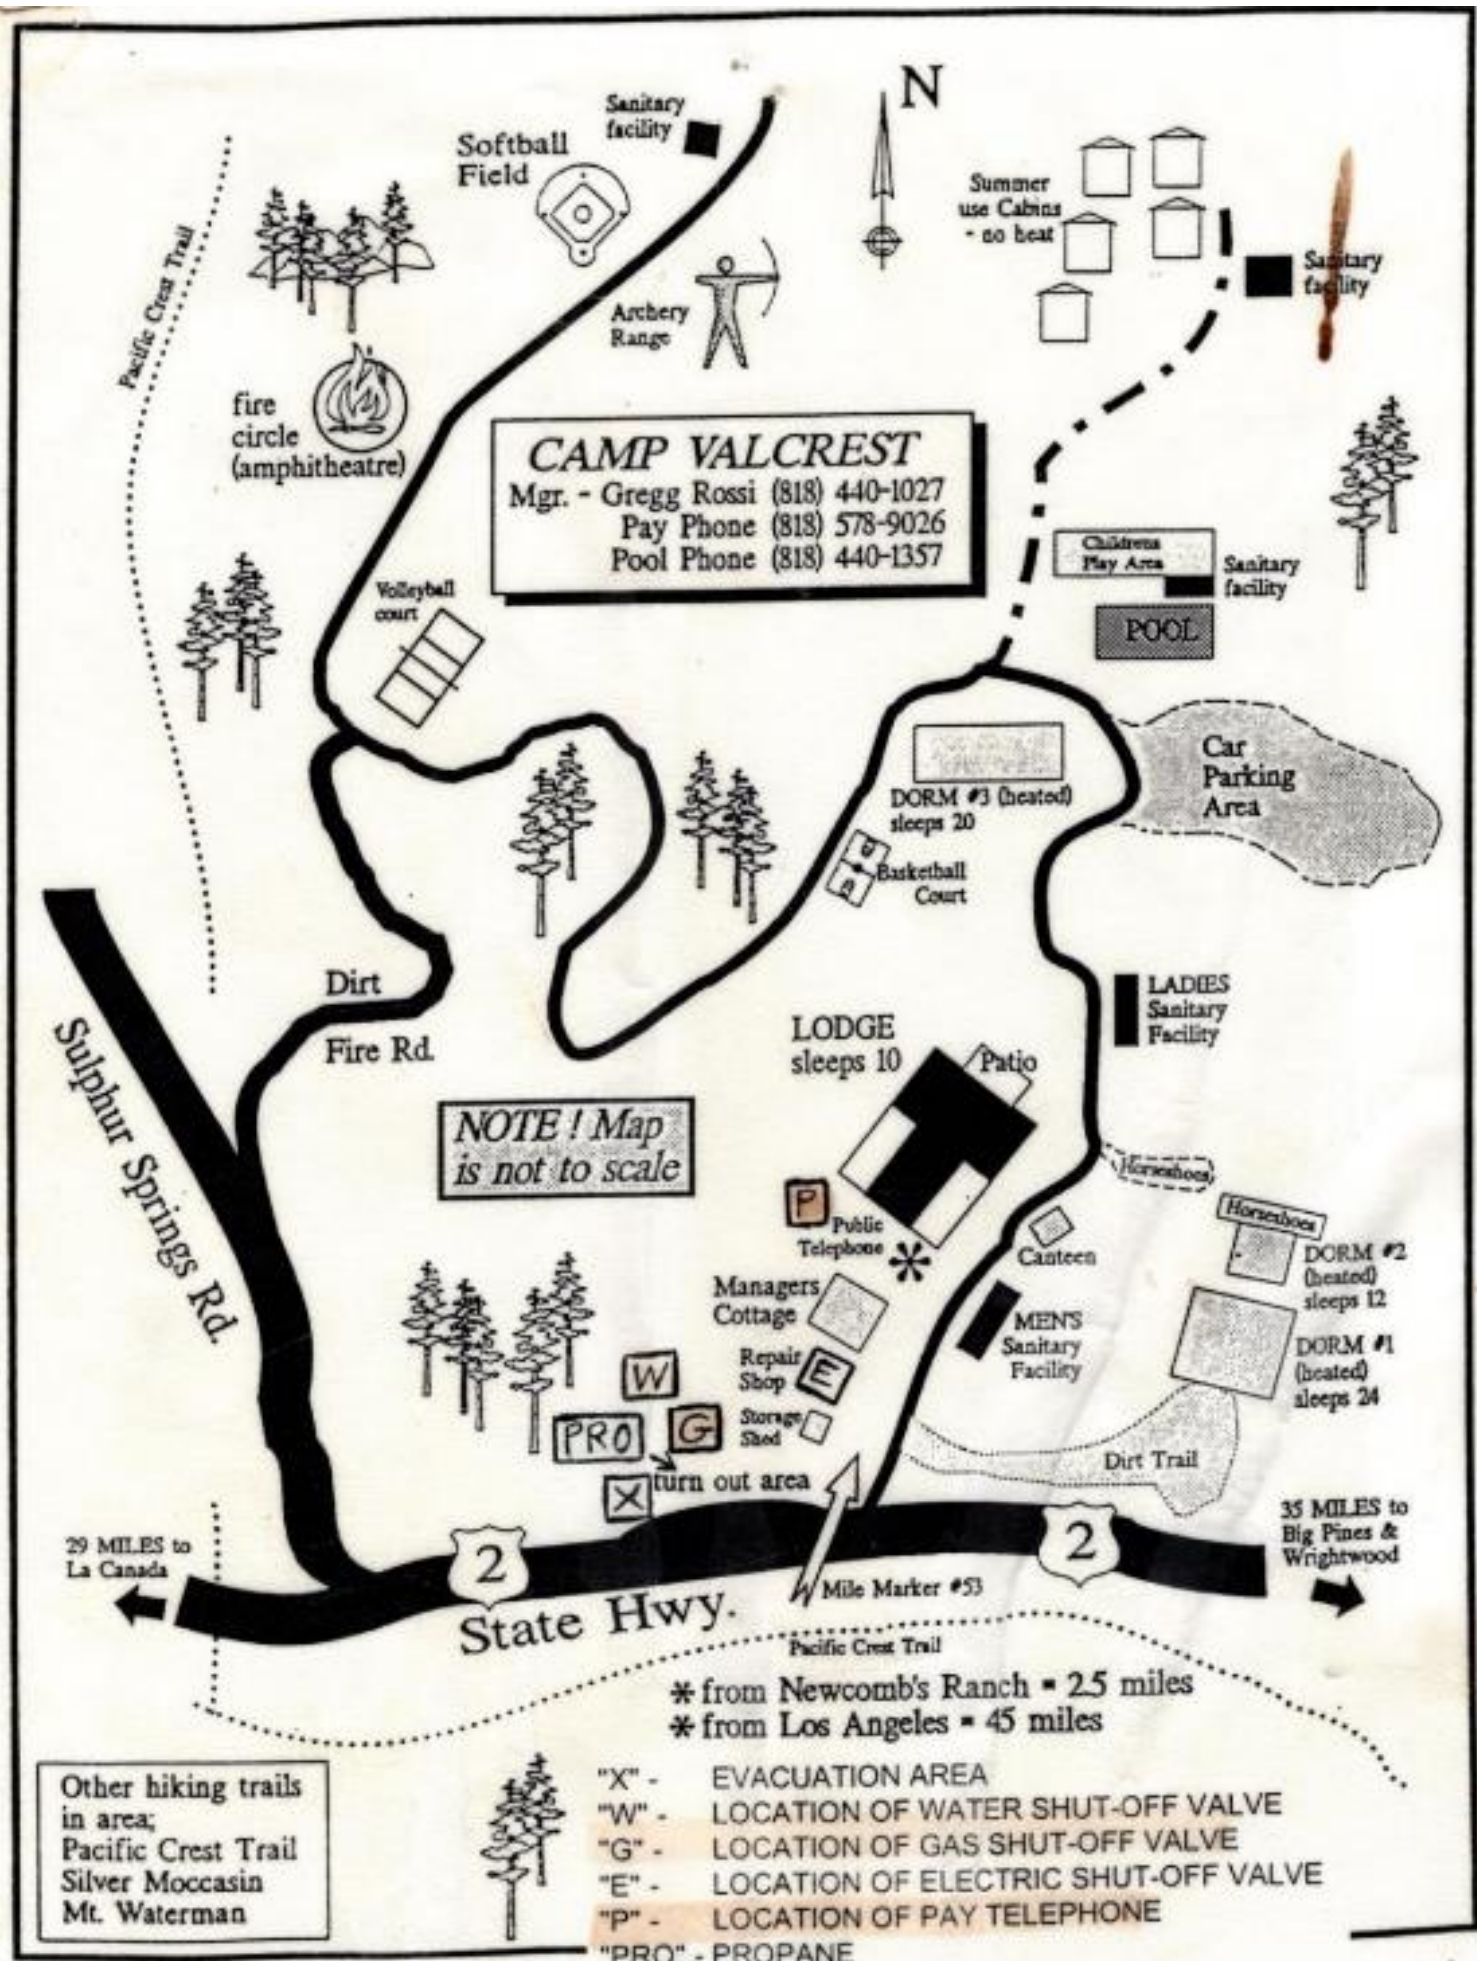 N
Sanitary
facility
Softball
Field
Summer
use Cabins
- no heat
Sanitary
facility
Pacific Crest Trail
Archery
Range
fire
circle
(amphitheatre)
CAMP VALCREST
Mgr. - Gregg Rossi (818) 440-1027
Pay Phone (818) 578-9026
Pool Phone (818) 440-1357
Childrens
Play Area
Sanitary
facility
POOL
Volleyball
court
Car
Parking
Area
DORM #3 (heated)
sleeps 20
Basketball
Court
Dirt
Fire Rd.
LADIES
Sanitary
Facility
LODGE
sleeps 10
Patio
Sulphur Springs Rd.
NOTE ! Map
is not to scale
Horseshoes
Horseshoes
P
Public
Telephone
*
Canteen
DORM #2
(heated)
sleeps 12
Managers
Cottage
MEN'S
Sanitary
Facility
DORM #1
(heated)
sleeps 24
Repair
Shop
E
W
Storage
Shed
PRO
G
turn out area
X
Dirt Trail
29 MILES to
La Canada
2
2
35 MILES to
Big Pines &
Wrightwood
State Hwy.
Mile Marker #53
Pacific Crest Trail
* from Newcomb's Ranch = 2.5 miles
* from Los Angeles = 45 miles
Other hiking trails
in area;
Pacific Crest Trail
Silver Moccasin
Mt. Waterman
"X" - EVACUATION AREA
"W" - LOCATION OF WATER SHUT-OFF VALVE
"G" - LOCATION OF GAS SHUT-OFF VALVE
"E" - LOCATION OF ELECTRIC SHUT-OFF VALVE
"P" - LOCATION OF PAY TELEPHONE
"PRO" - PROPANE